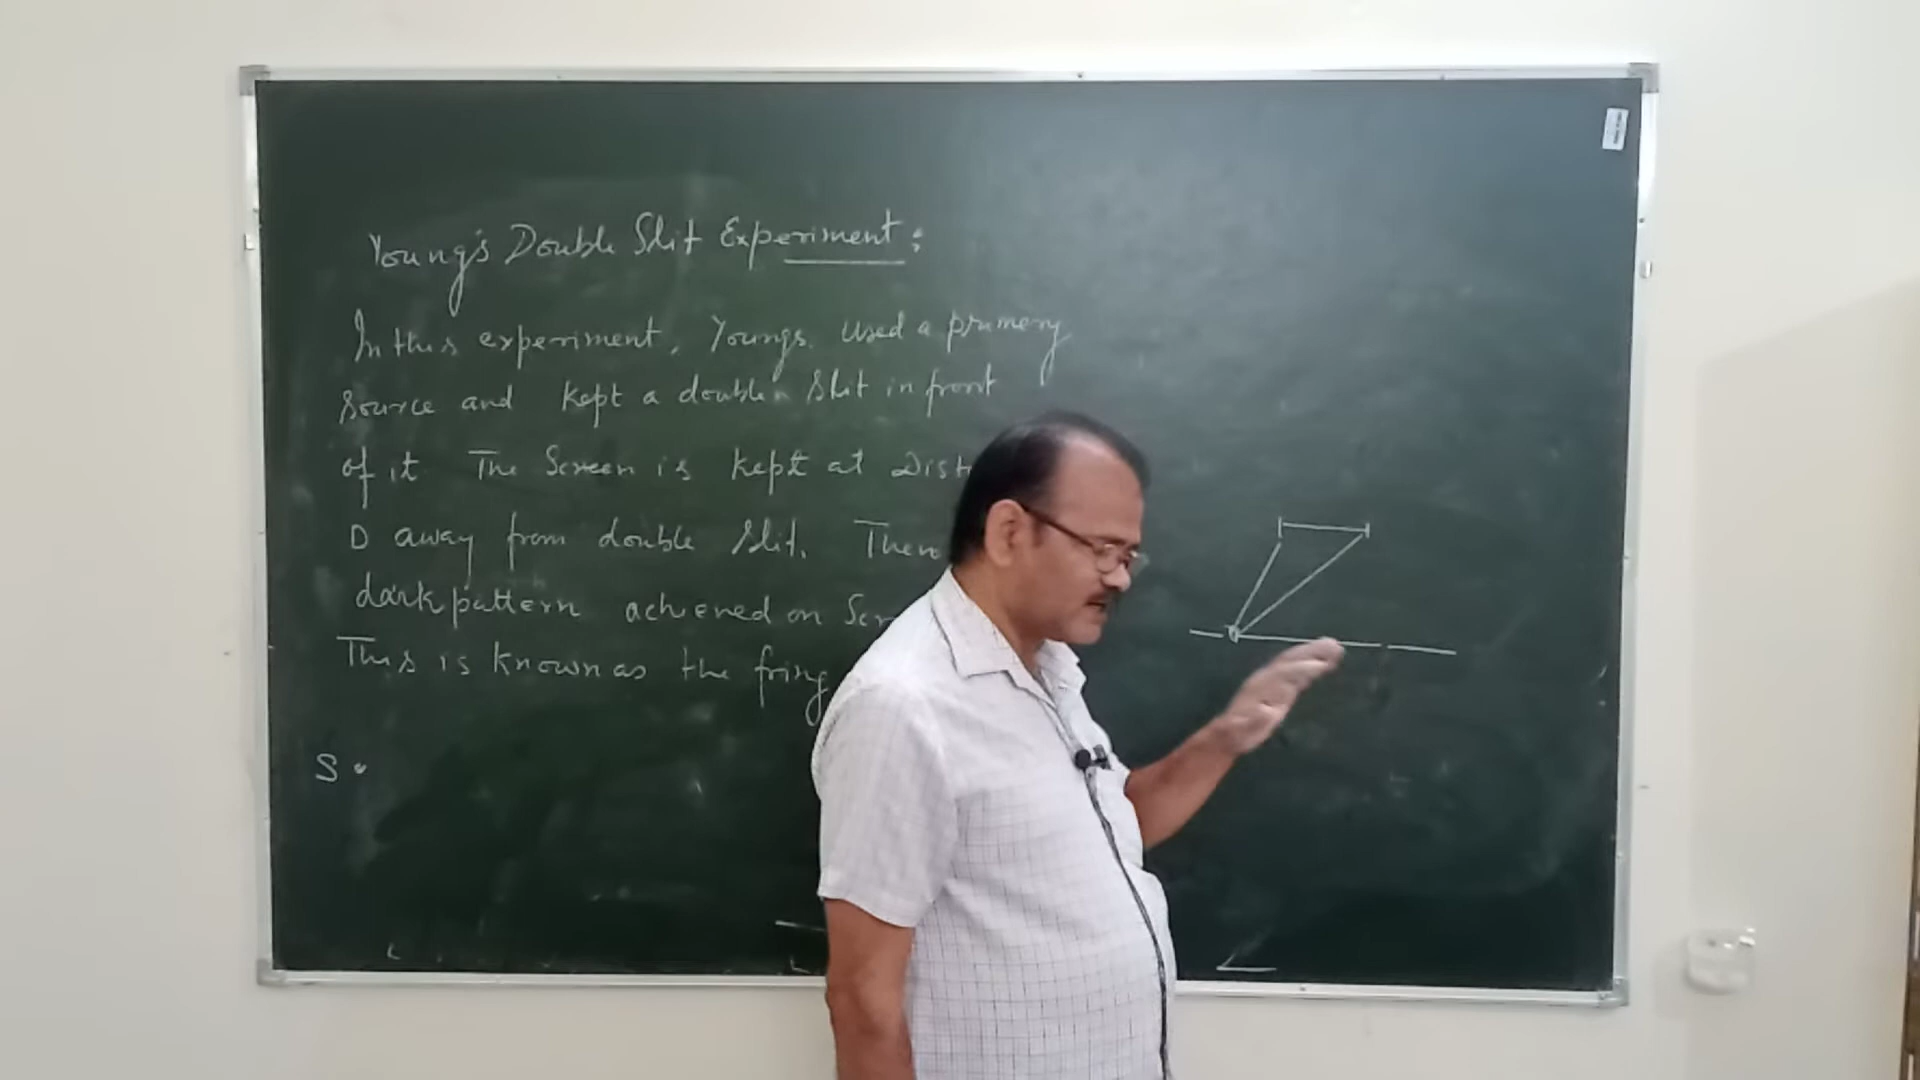 Young's Double Slit Experiment:
In this experiment, Youngs used a primery
source and kept a double slit in front
of it The Screen is kept at Dist
D away from double slit. Then
dark pattern achieved on Scr
This is known as the fring
S